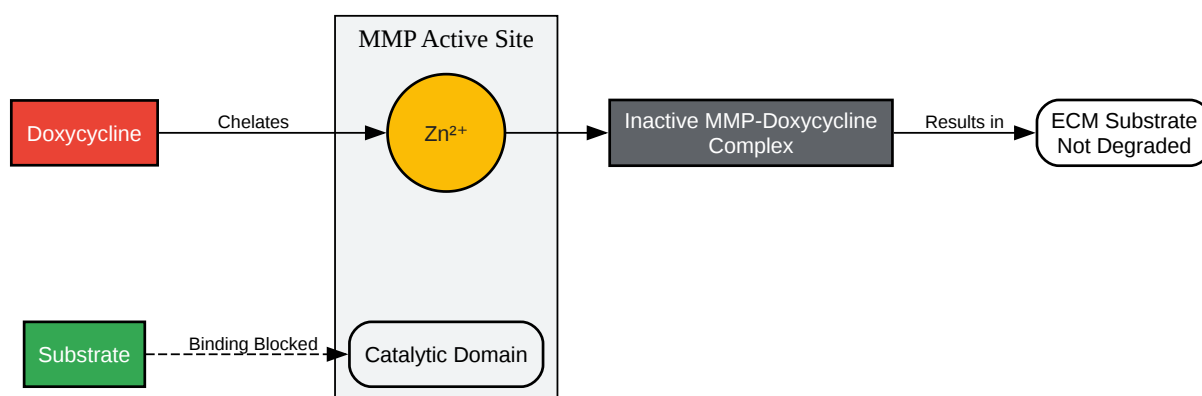 MMP Active Site
Doxycycline
Chelates
Zn²⁺
Inactive MMP-Doxycycline
Complex
Results in
ECM Substrate
Not Degraded
Substrate
Binding Blocked
Catalytic Domain